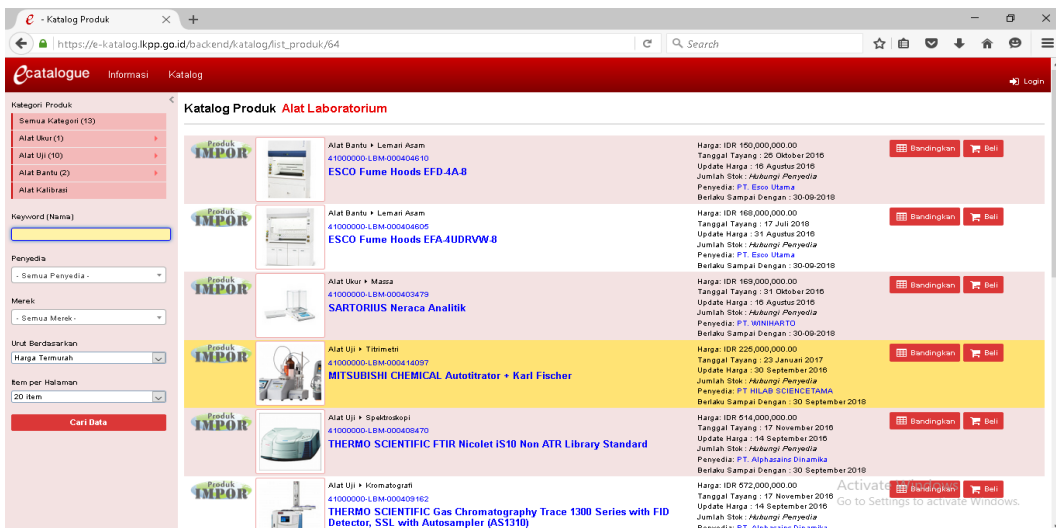 e - Katalog Produk
https://e-katalog.lkpp.go.id/backend/katalog/list_produk/64
Search
ecatalogue Informasi Katalog
Login
Kategori Produk
Semua Kategori (13)
Alat Ukur (1)
Alat Uji (10)
Alat Bantu (2)
Alat Kalibrasi
Keyword (Nama)
Penyedia
- Semua Penyedia -
Merek
- Semua Merek -
Urut Berdasarkan
Harga Termurah
Item per Halaman
20 item
Cari Data
Katalog Produk Alat Laboratorium
Produk
IMPOR
Alat Bantu Lemari Asam
41000000-LBM-000404610
ESCO Fume Hoods EFD-4A-8
Harga: IDR 150,000,000.00
Tanggal Tayang : 26 Oktober 2016
Update Harga : 16 Agustus 2016
Jumlah Stok : Hubungi Penyedia
Penyedia: PT. Esco Utama
Berlaku Sampai Dengan : 30-09-2018
Bandingkan Beli
Produk
IMPOR
Alat Bantu Lemari Asam
41000000-LBM-000404605
ESCO Fume Hoods EFA-4UDRVW-8
Harga: IDR 168,000,000.00
Tanggal Tayang : 17 Juli 2018
Update Harga : 31 Agustus 2016
Jumlah Stok : Hubungi Penyedia
Penyedia: PT. Esco Utama
Berlaku Sampai Dengan : 30-09-2018
Bandingkan Beli
Produk
IMPOR
Alat Ukur Massa
41000000-LBM-000403479
SARTORIUS Neraca Analitik
Harga: IDR 169,000,000.00
Tanggal Tayang : 31 Oktober 2016
Update Harga : 16 Agustus 2016
Jumlah Stok : Hubungi Penyedia
Penyedia: PT. WINIHARTO
Berlaku Sampai Dengan : 30-09-2018
Bandingkan Beli
Produk
IMPOR
Alat Uji Titrimetri
41000000-LBM-000414097
MITSUBISHI CHEMICAL Autotitrator + Karl Fischer
Harga: IDR 225,000,000.00
Tanggal Tayang : 23 Januari 2017
Update Harga : 30 September 2016
Jumlah Stok : Hubungi Penyedia
Penyedia: PT HILAB SCIENCETAMA
Berlaku Sampai Dengan : 30 September 2018
Bandingkan Beli
Produk
IMPOR
Alat Uji Spektroskopi
41000000-LBM-000408470
THERMO SCIENTIFIC FTIR Nicolet iS10 Non ATR Library Standard
Harga: IDR 514,000,000.00
Tanggal Tayang : 17 November 2016
Update Harga : 14 September 2016
Jumlah Stok : Hubungi Penyedia
Penyedia: PT. Alphasains Dinamika
Berlaku Sampai Dengan : 30 September 2018
Bandingkan Beli
Produk
IMPOR
Alat Uji Kromatografi
41000000-LBM-000409162
THERMO SCIENTIFIC Gas Chromatography Trace 1300 Series with FID
Detector, SSL with Autosampler (AS1310)
Harga: IDR 672,000,000.00
Tanggal Tayang : 17 November 2016
Update Harga : 14 September 2016
Jumlah Stok : Hubungi Penyedia
Penyedia: PT. Alphasains Dinamika
Bandingkan Beli
Activate Windows
Go to Settings to activate Windows.